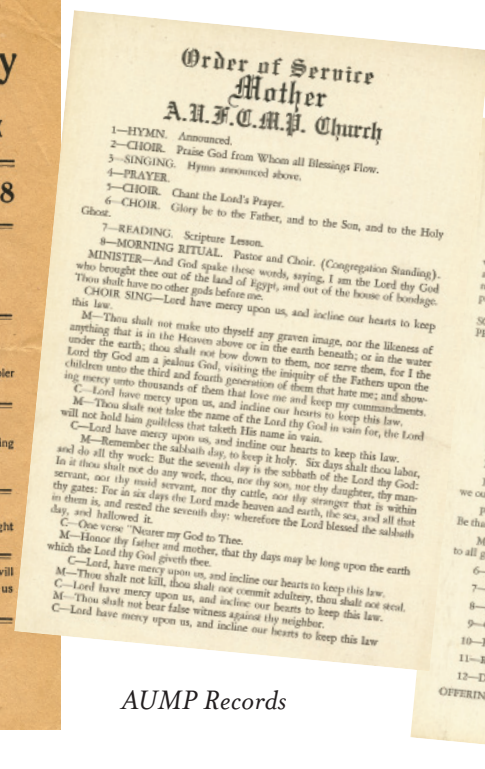 Order of Service
Mother
A.U.F.C.M.P. Church
1—HYMN. Announced.
2—CHOIR. Praise God from Whom all Blessings Flow.
3—SINGING. Hymn announced above.
4—PRAYER.
5—CHOIR. Chant the Lord's Prayer.
6—CHOIR. Glory be to the Father, and to the Son, and to the Holy
Ghost.
7—READING. Scripture Lesson.
8—MORNING RITUAL. Pastor and Choir. (Congregation Standing).
MINISTER—And God spake these words, saying, I am the Lord thy God
who brought thee out of the land of Egypt, and out of the house of bondage.
Thou shalt have no other gods before me.
CHOIR SING—Lord have mercy upon us, and incline our hearts to keep
this law.
M—Thou shalt not make uto thyself any graven image, nor the likeness of
anything that is in the Heaven above or in the earth beneath; or in the water
under the earth; thou shalt not bow down to them, nor serve them, for I the
Lord thy God am a jealous God, visiting the iniquity of the Fathers upon the
children unto the third and fourth generation of them that hate me; and show-
ing mercy unto thousands of them that love me and keep my commandments.
C—Lord have mercy upon us, and incline our hearts to keep this law.
M—Thou shalt not take the name of the Lord thy God in vain for, the Lord
will not hold him guiltless that taketh His name in vain.
C—Lord have mercy upon us, and incline our hearts to keep this law.
M—Remember the sabbath day, to keep it holy. Six days shalt thou labor,
and do all thy work: But the seventh day is the sabbath of the Lord thy God:
In it thou shalt not do any work, thou, nor thy son, nor thy daughter, thy man-
servant, nor thy maid servant, nor thy cattle, nor thy stranger that is within
thy gates: For in six days the Lord made heaven and earth, the sea, and all that
in them is, and rested the seventh day: wherefore the Lord blessed the sabbath
day, and hallowed it.
C—One verse "Nearer my God to Thee.
M—Honor thy father and mother, that thy days may be long upon the earth
which the Lord thy God giveth thee.
C—Lord, have mercy upon us, and incline our hearts to keep this law.
M—Thou shalt not kill, thou shalt not commit adultery, thou shalt not steal.
C—Lord have mercy upon us, and incline our hearts to keep this law.
M—Thou shalt not bear false witness against thy neighbor.
C—Lord have mercy upon us, and incline our hearts to keep this law
AUMP Records
y
8
ing
will
us
we ou
Be tha
to all g
6—
7—
8—
9—
10—
11—
12—D
OFFERIN